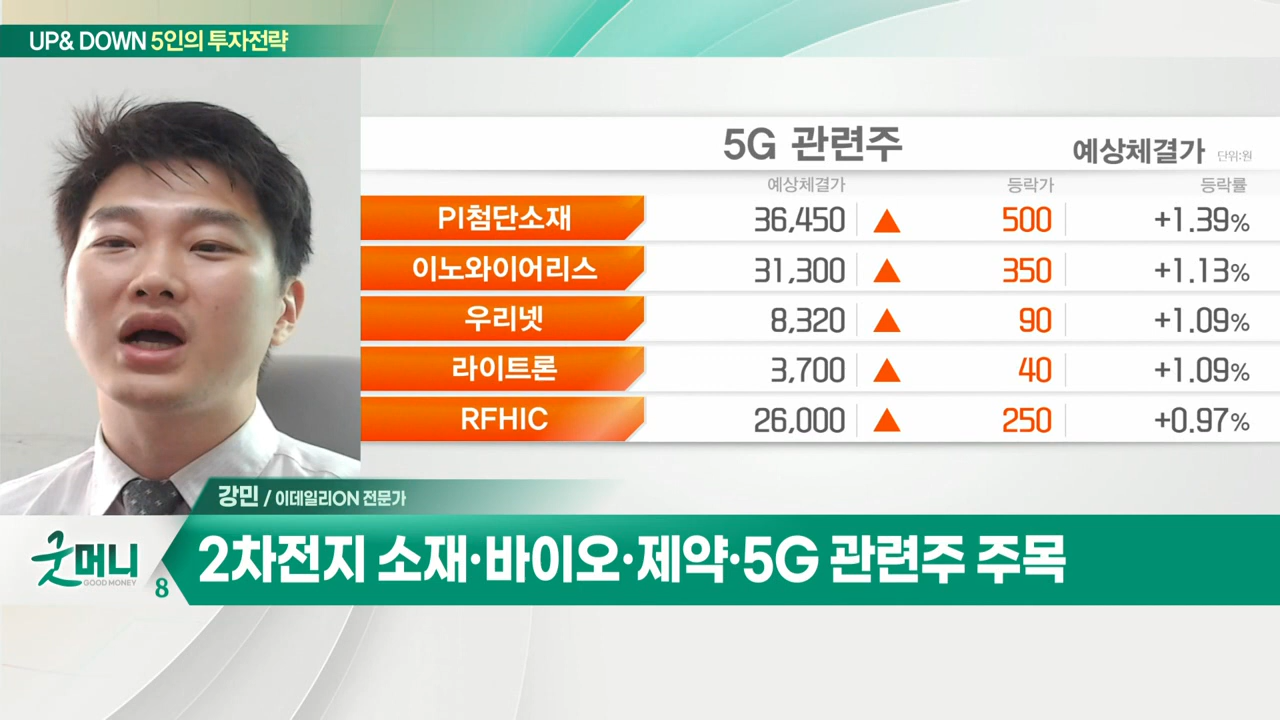 UP& DOWN 5인의 투자전략
5G 관련주 예상체결가 단위:원
예상체결가 등락가 등락률
PI첨단소재 36,450 ▲ 500 +1.39%
이노와이어리스 31,300 ▲ 350 +1.13%
우리넷 8,320 ▲ 90 +1.09%
라이트론 3,700 ▲ 40 +1.09%
RFHIC 26,000 ▲ 250 +0.97%
강민 / 이데일리ON 전문가
굿머니
GOOD MONEY
8
2차전지 소재·바이오·제약·5G 관련주 주목